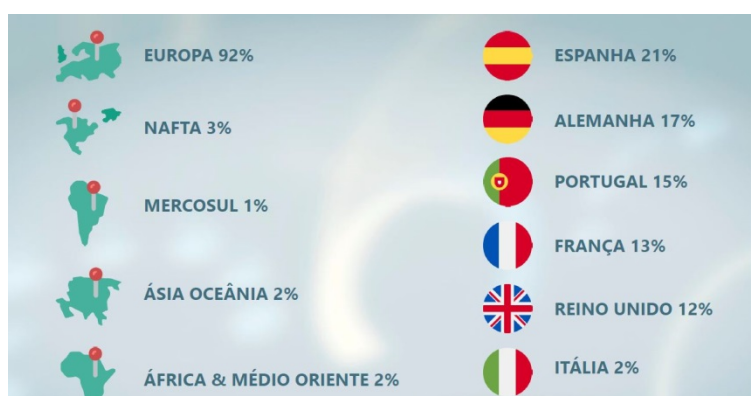 EUROPA 92%
NAFTA 3%
MERCOSUL 1%
ÁSIA OCEÂNIA 2%
ÁFRICA & MÉDIO ORIENTE 2%
ESPANHA 21%
ALEMANHA 17%
PORTUGAL 15%
FRANÇA 13%
REINO UNIDO 12%
ITÁLIA 2%